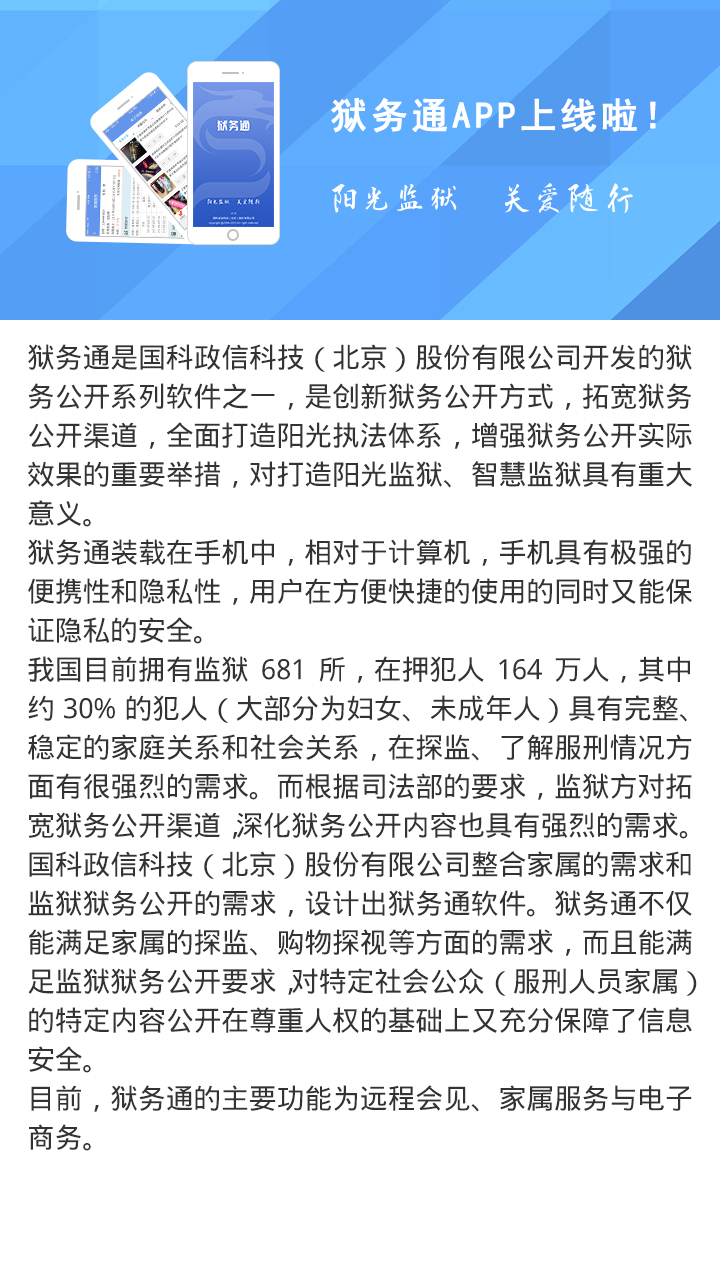 狱务通APP上线啦！
阳光监狱 关爱随行
狱务通
阳光监狱 关爱随行
狱务通是国科政信科技（北京）股份有限公司开发的狱
务公开系列软件之一，是创新狱务公开方式，拓宽狱务
公开渠道，全面打造阳光执法体系，增强狱务公开实际
效果的重要举措，对打造阳光监狱、智慧监狱具有重大
意义。
狱务通装载在手机中，相对于计算机，手机具有极强的
便携性和隐私性，用户在方便快捷的使用的同时又能保
证隐私的安全。
我国目前拥有监狱 681 所，在押犯人 164 万人，其中
约 30% 的犯人（大部分为妇女、未成年人）具有完整、
稳定的家庭关系和社会关系，在探监、了解服刑情况方
面有很强烈的需求。而根据司法部的要求，监狱方对拓
宽狱务公开渠道，深化狱务公开内容也具有强烈的需求。
国科政信科技（北京）股份有限公司整合家属的需求和
监狱狱务公开的需求，设计出狱务通软件。狱务通不仅
能满足家属的探监、购物探视等方面的需求，而且能满
足监狱狱务公开要求，对特定社会公众（服刑人员家属）
的特定内容公开在尊重人权的基础上又充分保障了信息
安全。
目前，狱务通的主要功能为远程会见、家属服务与电子
商务。